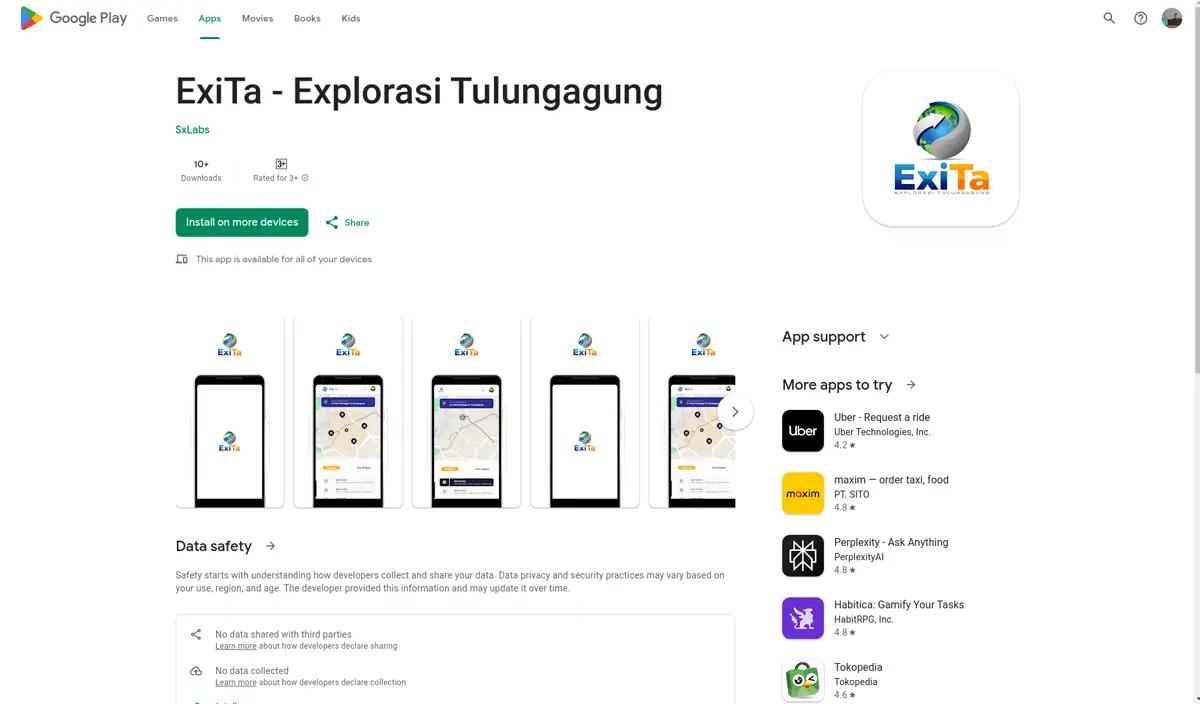 Google Play
Games
Apps
Movies
Books
Kids
ExiTa - Explorasi Tulungagung
SxLabs
10+
Downloads
3+
Rated for 3+
Install on more devices
Share
This app is available for all of your devices
ExiTa
EXPLORASI TULUNGAGUNG
ExiTa
ExiTa
ExiTa
ExiTa
ExiTa
ExiTa
ExiTa
App support
More apps to try
Uber
Uber - Request a ride
Uber Technologies, Inc.
4.2★
maxim
maxim — order taxi, food
PT. SITO
4.8★
Perplexity - Ask Anything
PerplexityAI
4.8★
Habitica: Gamify Your Tasks
HabitRPG, Inc.
4.8★
Tokopedia
Tokopedia
4.6★
Data safety
Safety starts with understanding how developers collect and share your data. Data privacy and security practices may vary based on
your use, region, and age. The developer provided this information and may update it over time.
No data shared with third parties
Learn more about how developers declare sharing
No data collected
Learn more about how developers declare collection